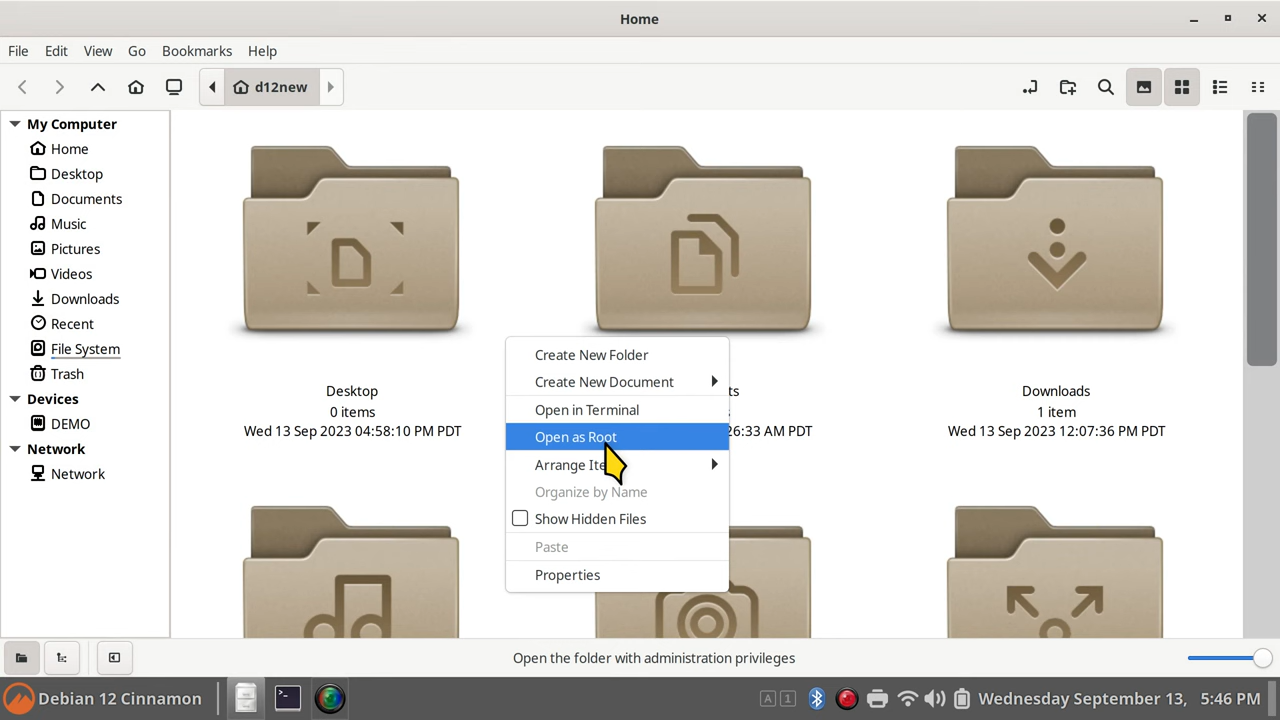 Home
File Edit View Go Bookmarks Help
d12new
My Computer
Home
Desktop
Documents
Music
Pictures
Videos
Downloads
Recent
File System
Trash
Devices
DEMO
Network
Network
Desktop
0 items
Wed 13 Sep 2023 04:58:10 PM PDT
ts
s
26:33 AM PDT
Downloads
1 item
Wed 13 Sep 2023 12:07:36 PM PDT
Create New Folder
Create New Document
Open in Terminal
Open as Root
Arrange Ite
Organize by Name
Show Hidden Files
Paste
Properties
Open the folder with administration privileges
Debian 12 Cinnamon
A 1
Wednesday September 13, 5:46 PM